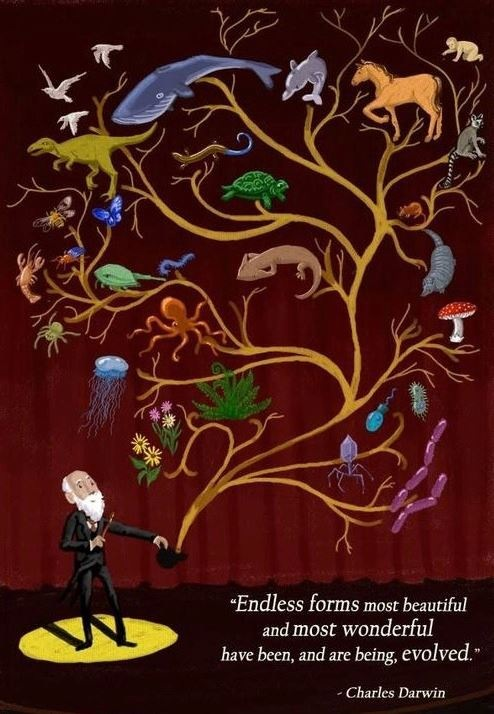 “Endless forms most beautiful
and most wonderful
have been, and are being, evolved.”
- Charles Darwin